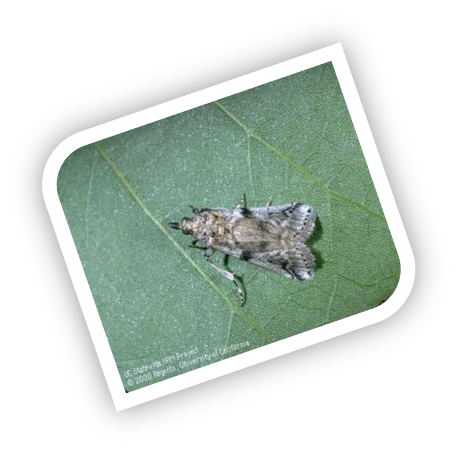 UC Statewide IPM Project
© 2000 Regents, University of California